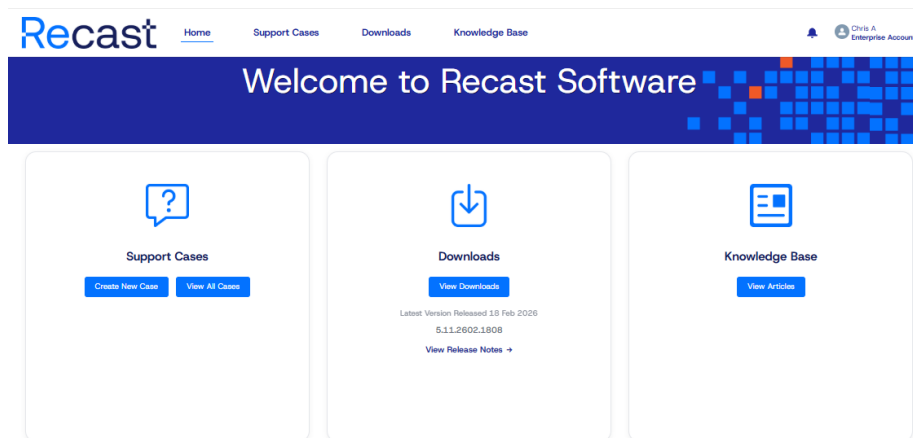 Recast
Home Support Cases Downloads Knowledge Base
Chris A
Enterprise Accoun
Welcome to Recast Software
?
Support Cases
Create New Case View All Cases
Downloads
View Downloads
Latest Version Released 18 Feb 2026
5.11.2602.1808
View Release Notes →
Knowledge Base
View Articles